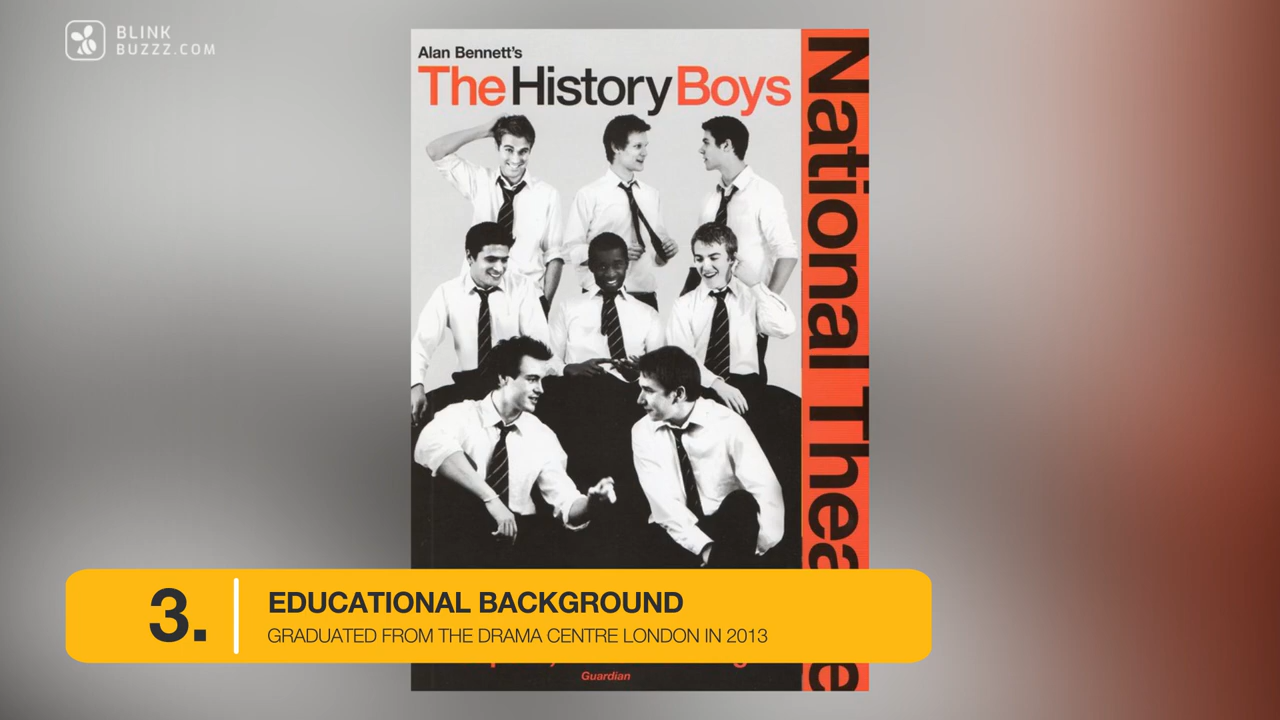 BLINK
BUZZZ.COM
Alan Bennett's
The History Boys
National Theatre
3.
EDUCATIONAL BACKGROUND
GRADUATED FROM THE DRAMA CENTRE LONDON IN 2013
Guardian